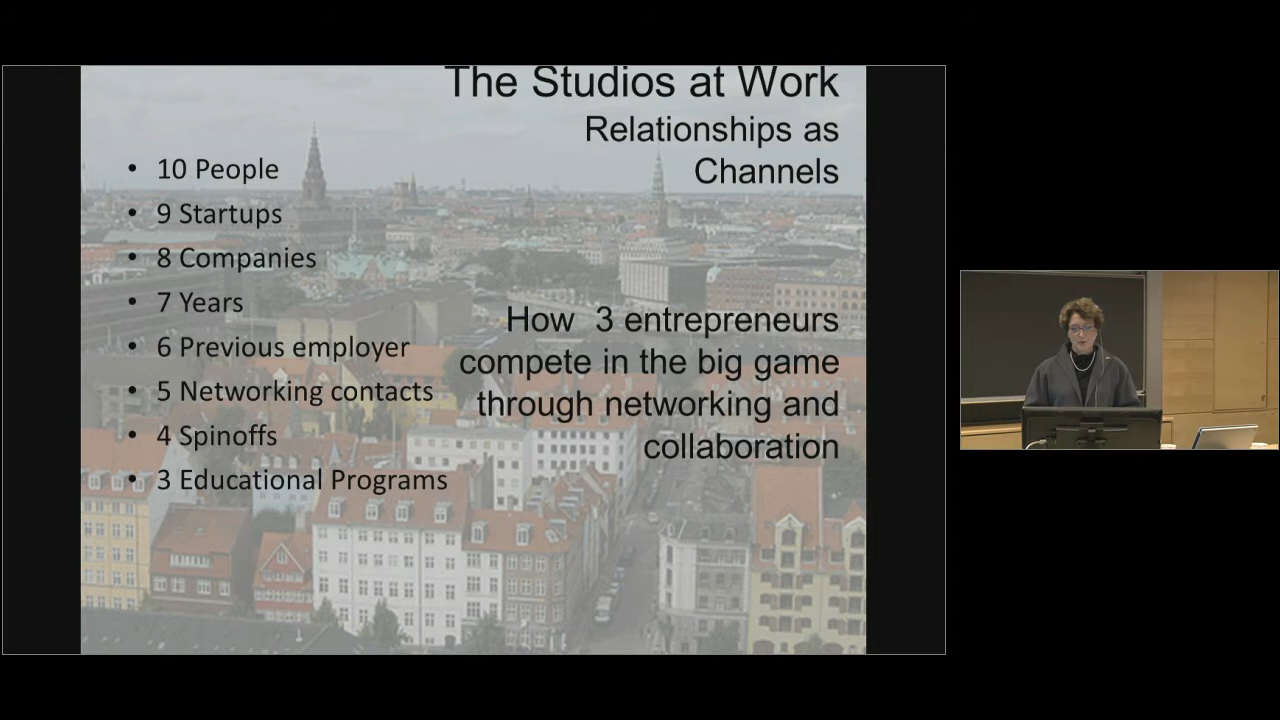 The Studios at Work
Relationships as
Channels
• 10 People
• 9 Startups
• 8 Companies
• 7 Years
• 6 Previous employer
• 5 Networking contacts
• 4 Spinoffs
• 3 Educational Programs
How 3 entrepreneurs
compete in the big game
through networking and
collaboration